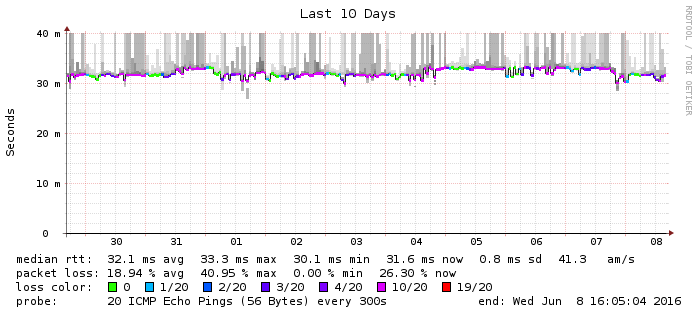 Last 10 Days
RRDTOOL / TOBI OETIKER
Seconds
40 m
30 m
20 m
10 m
0
30 31 01 02 03 04 05 06 07 08
median rtt: 32.1 ms avg 33.3 ms max 30.1 ms min 31.6 ms now 0.8 ms sd 41.3 am/s
packet loss: 18.94 % avg 40.95 % max 0.00 % min 26.30 % now
loss color: 0 1/20 2/20 3/20 4/20 10/20 19/20
probe: 20 ICMP Echo Pings (56 Bytes) every 300s end: Wed Jun 8 16:05:04 2016